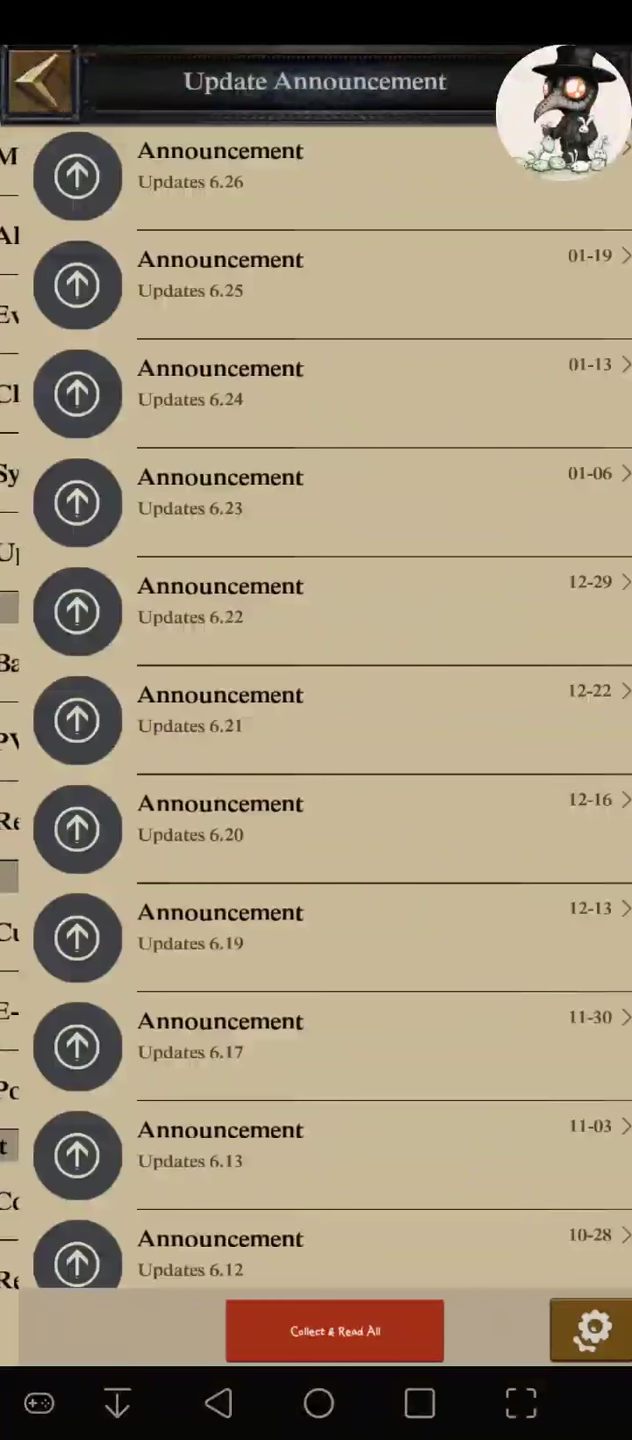 Update Announcement
Announcement
Updates 6.26
Announcement
01-19
Updates 6.25
Announcement
01-13
Updates 6.24
Announcement
01-06
Updates 6.23
Announcement
12-29
Updates 6.22
Announcement
12-22
Updates 6.21
Announcement
12-16
Updates 6.20
Announcement
12-13
Updates 6.19
Announcement
11-30
Updates 6.17
Announcement
11-03
Updates 6.13
Announcement
10-28
Updates 6.12
Collect & Read All